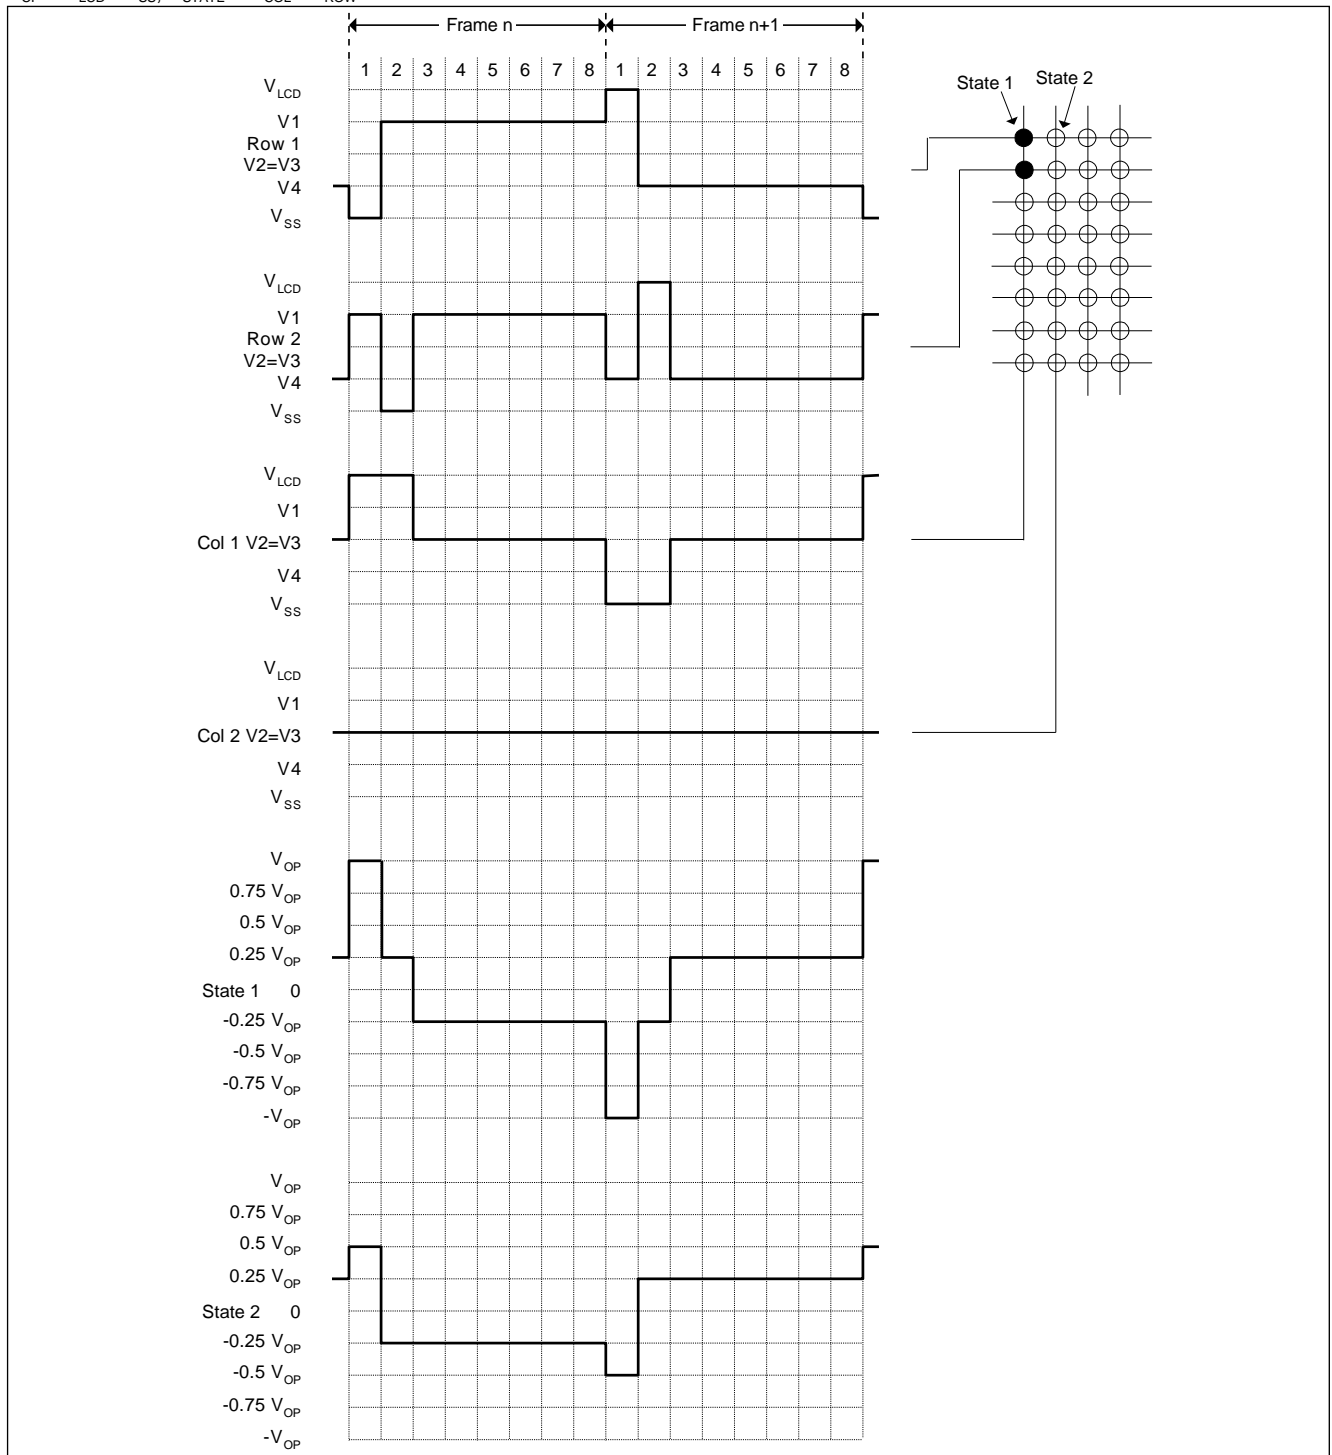 Frame n Frame n+1
1 2 3 4 5 6 7 8 1 2 3 4 5 6 7 8
State 1 State 2
VLCD
V1
Row 1
V2=V3
V4
VSS
VLCD
V1
Row 2
V2=V3
V4
VSS
VLCD
V1
Col 1 V2=V3
V4
VSS
VLCD
V1
Col 2 V2=V3
V4
VSS
VOP
0.75 VOP
0.5 VOP
0.25 VOP
State 1 0
-0.25 VOP
-0.5 VOP
-0.75 VOP
-VOP
VOP
0.75 VOP
0.5 VOP
0.25 VOP
State 2 0
-0.25 VOP
-0.5 VOP
-0.75 VOP
-VOP